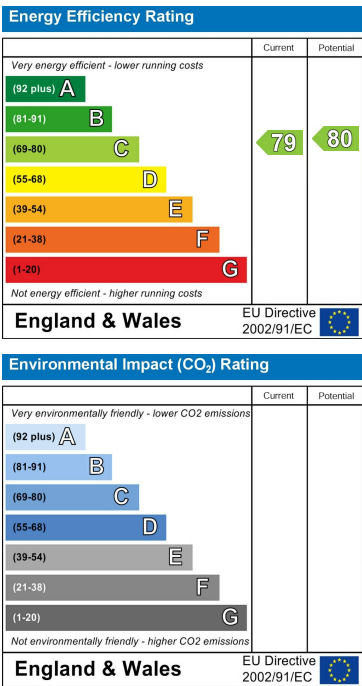 Energy Efficiency Rating
Current Potential
Very energy efficient - lower running costs
(92 plus) A
(81-91) B
(69-80) C
79 80
(55-68) D
(39-54) E
(21-38) F
(1-20) G
Not energy efficient - higher running costs
England & Wales
EU Directive
2002/91/EC
Environmental Impact (CO₂) Rating
Current Potential
Very environmentally friendly - lower CO2 emissions
(92 plus) A
(81-91) B
(69-80) C
(55-68) D
(39-54) E
(21-38) F
(1-20) G
Not environmentally friendly - higher CO2 emissions
England & Wales
EU Directive
2002/91/EC